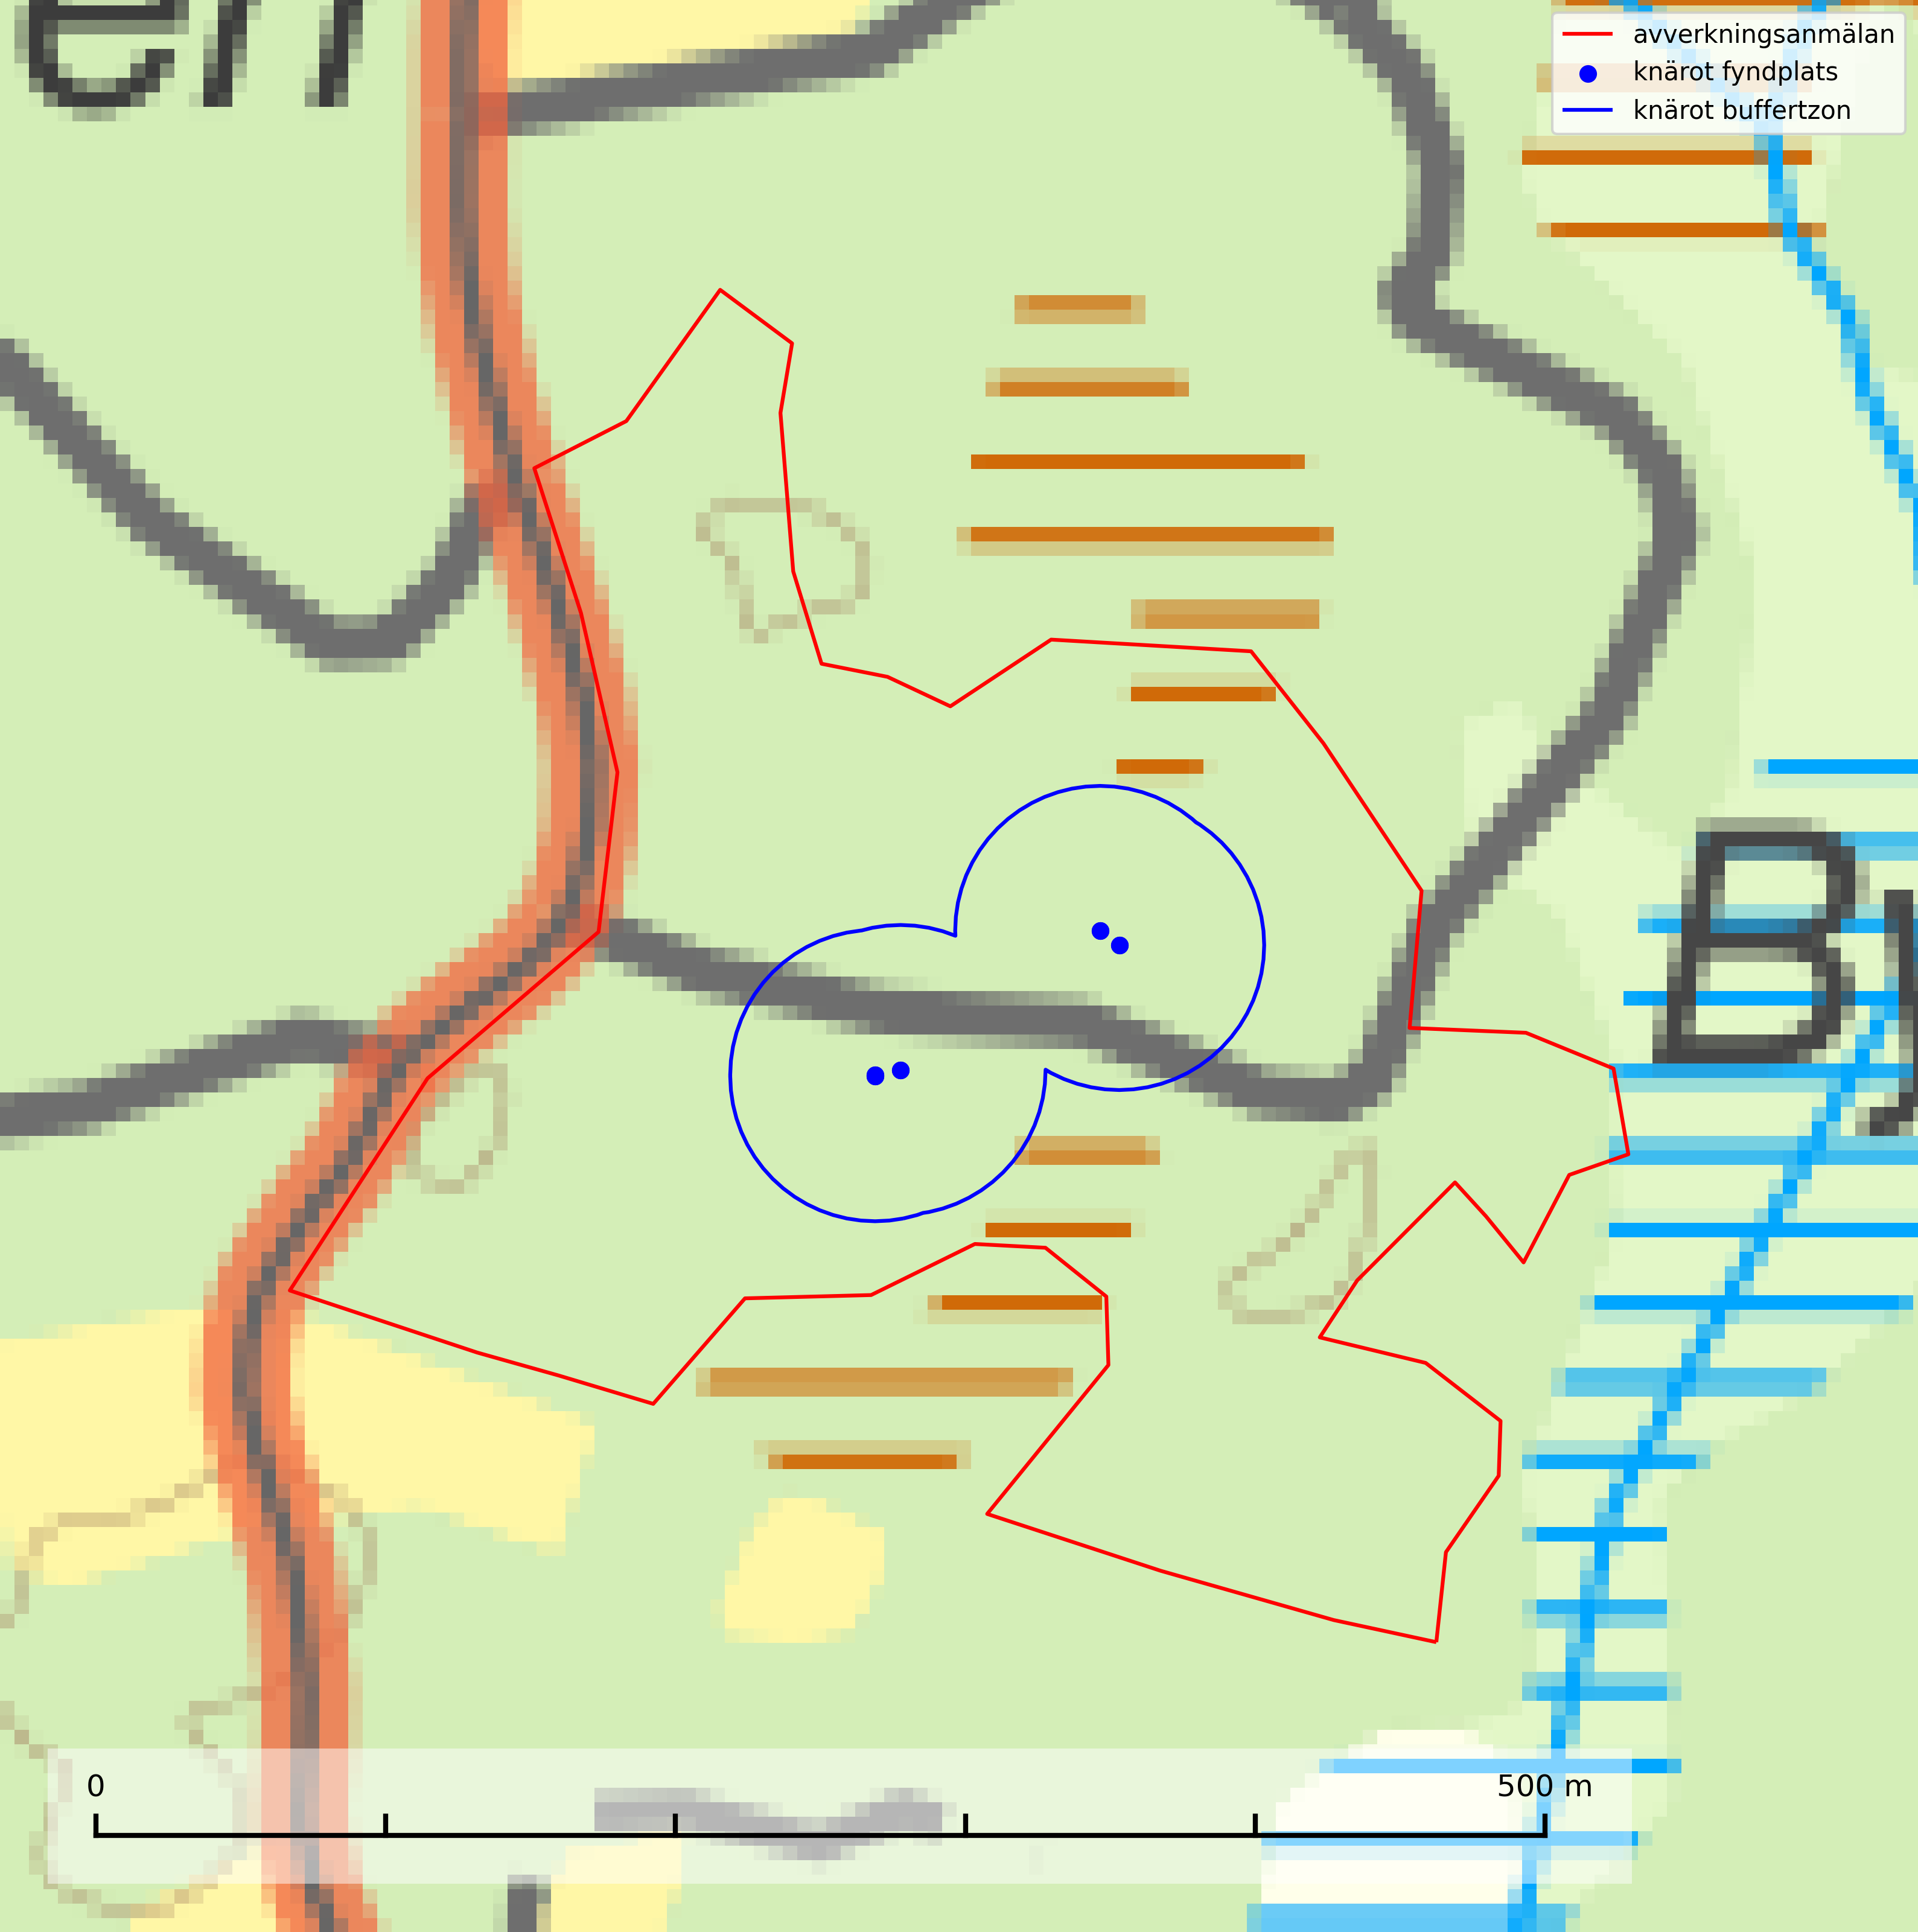 avverkningsanmälan
knärot fyndplats
knärot buffertzon
0 500 m